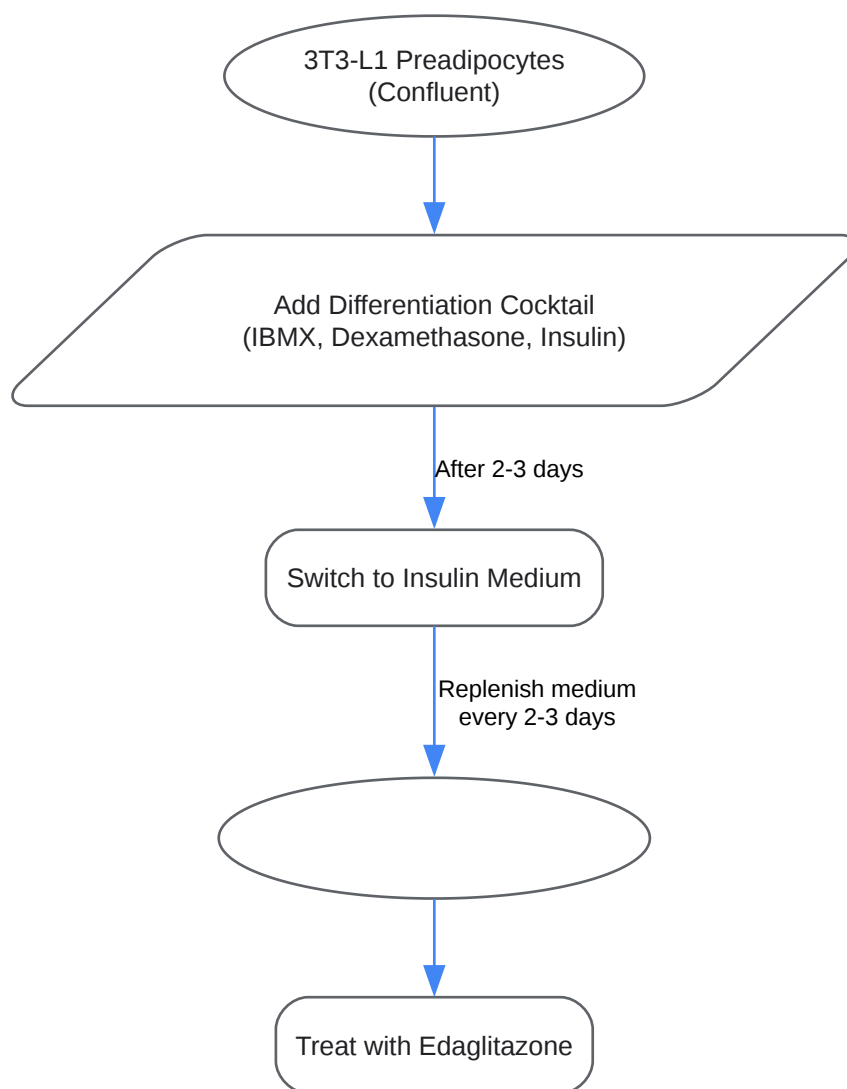 3T3-L1 Preadipocytes
(Confluent)
Add Differentiation Cocktail
(IBMX, Dexamethasone, Insulin)
After 2-3 days
Switch to Insulin Medium
Replenish medium
every 2-3 days
Treat with Edaglitazone